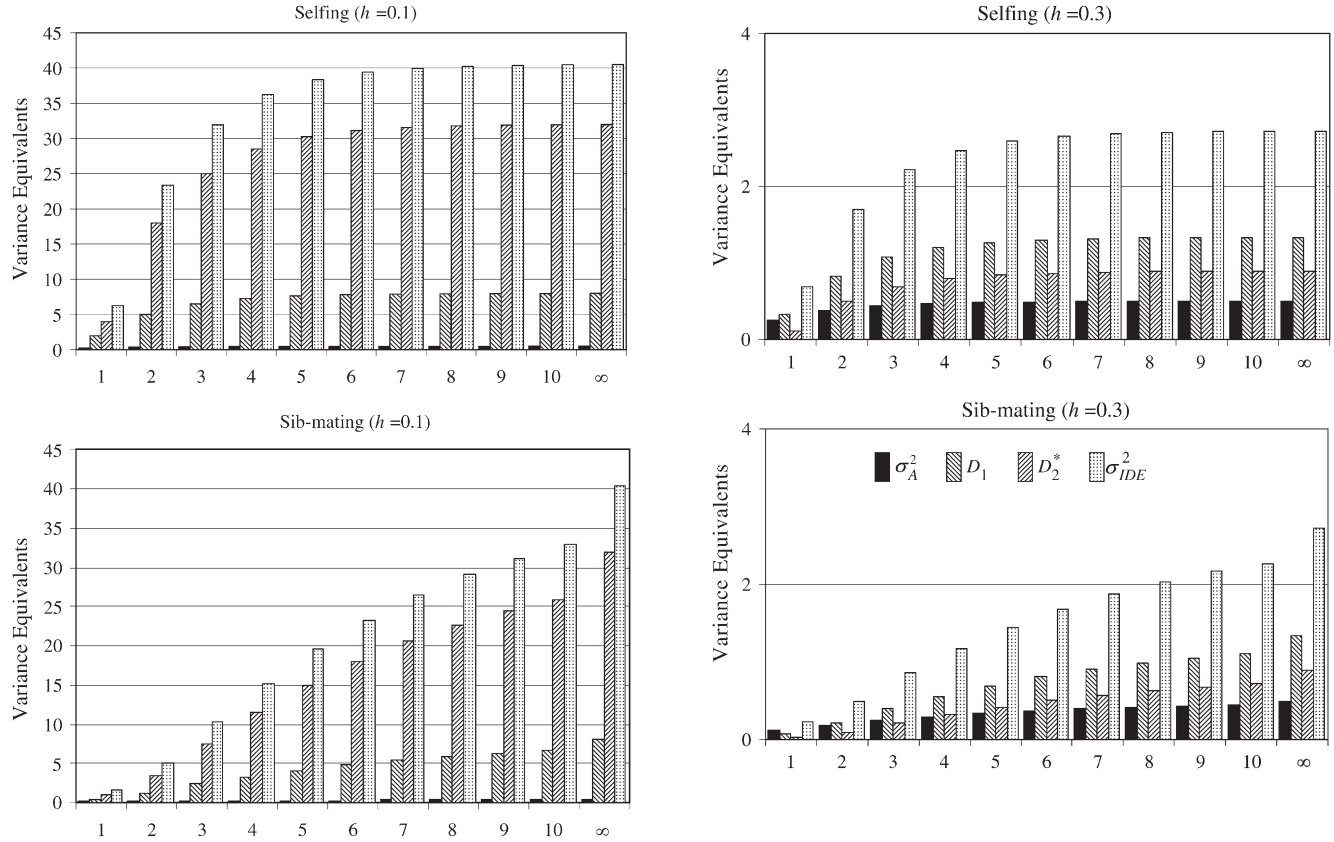 Selfing (h =0.1)
Variance Equivalents
45
40
35
30
25
20
15
10
5
0
1 2 3 4 5 6 7 8 9 10 ∞
Selfing (h =0.3)
Variance Equivalents
4
2
0
1 2 3 4 5 6 7 8 9 10 ∞
Sib-mating (h =0.1)
Variance Equivalents
45
40
35
30
25
20
15
10
5
0
1 2 3 4 5 6 7 8 9 10 ∞
Sib-mating (h =0.3)
Variance Equivalents
4
2
0
σ²_A D₁ D₂* σ²_IDE
1 2 3 4 5 6 7 8 9 10 ∞